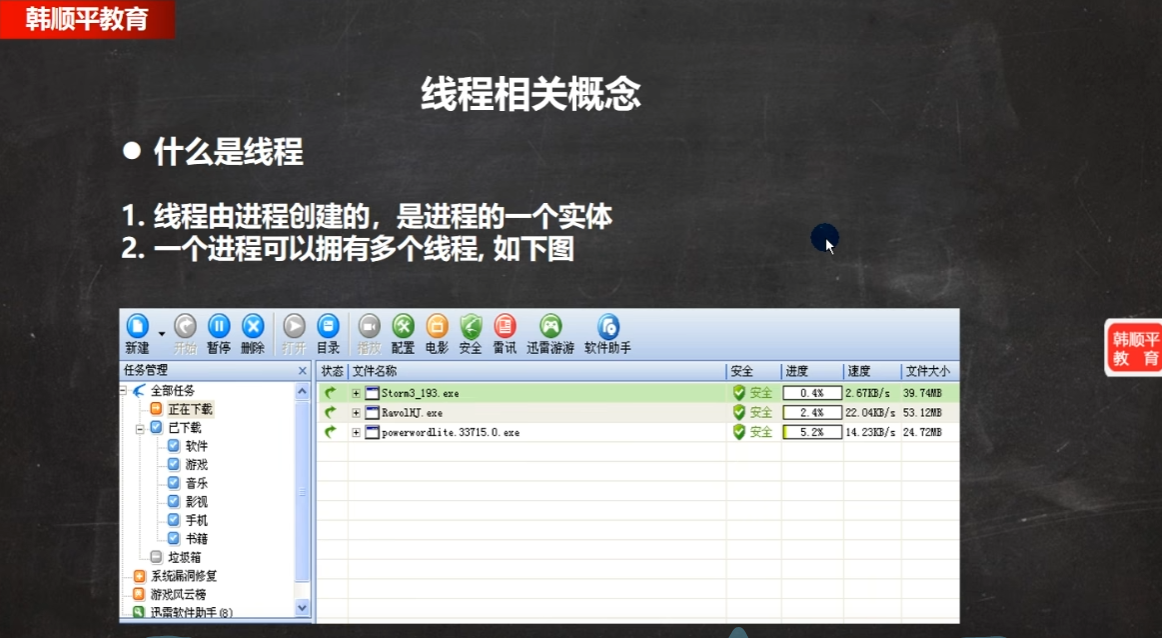 韩顺平教育
线程相关概念
● 什么是线程
1. 线程由进程创建的，是进程的一个实体
2. 一个进程可以拥有多个线程, 如下图
新建 开始 暂停 删除 打开 目录 播放 配置 电影 安全 雷讯 迅雷游游 软件助手
任务管理 X
全部任务
正在下载
已下载
软件
游戏
音乐
影视
手机
书籍
垃圾箱
系统漏洞修复
游戏风云榜
迅雷软件助手(8)
状态 文件名称 安全 进度 速度 文件大小
Storm3_193.exe 安全 0.4% 2.67KB/s 39.74MB
RavolKJ.exe 安全 2.4% 22.04KB/s 53.12MB
powerwordlite.33715.0.exe 安全 5.2% 14.23KB/s 24.72MB
韩顺平
教 育